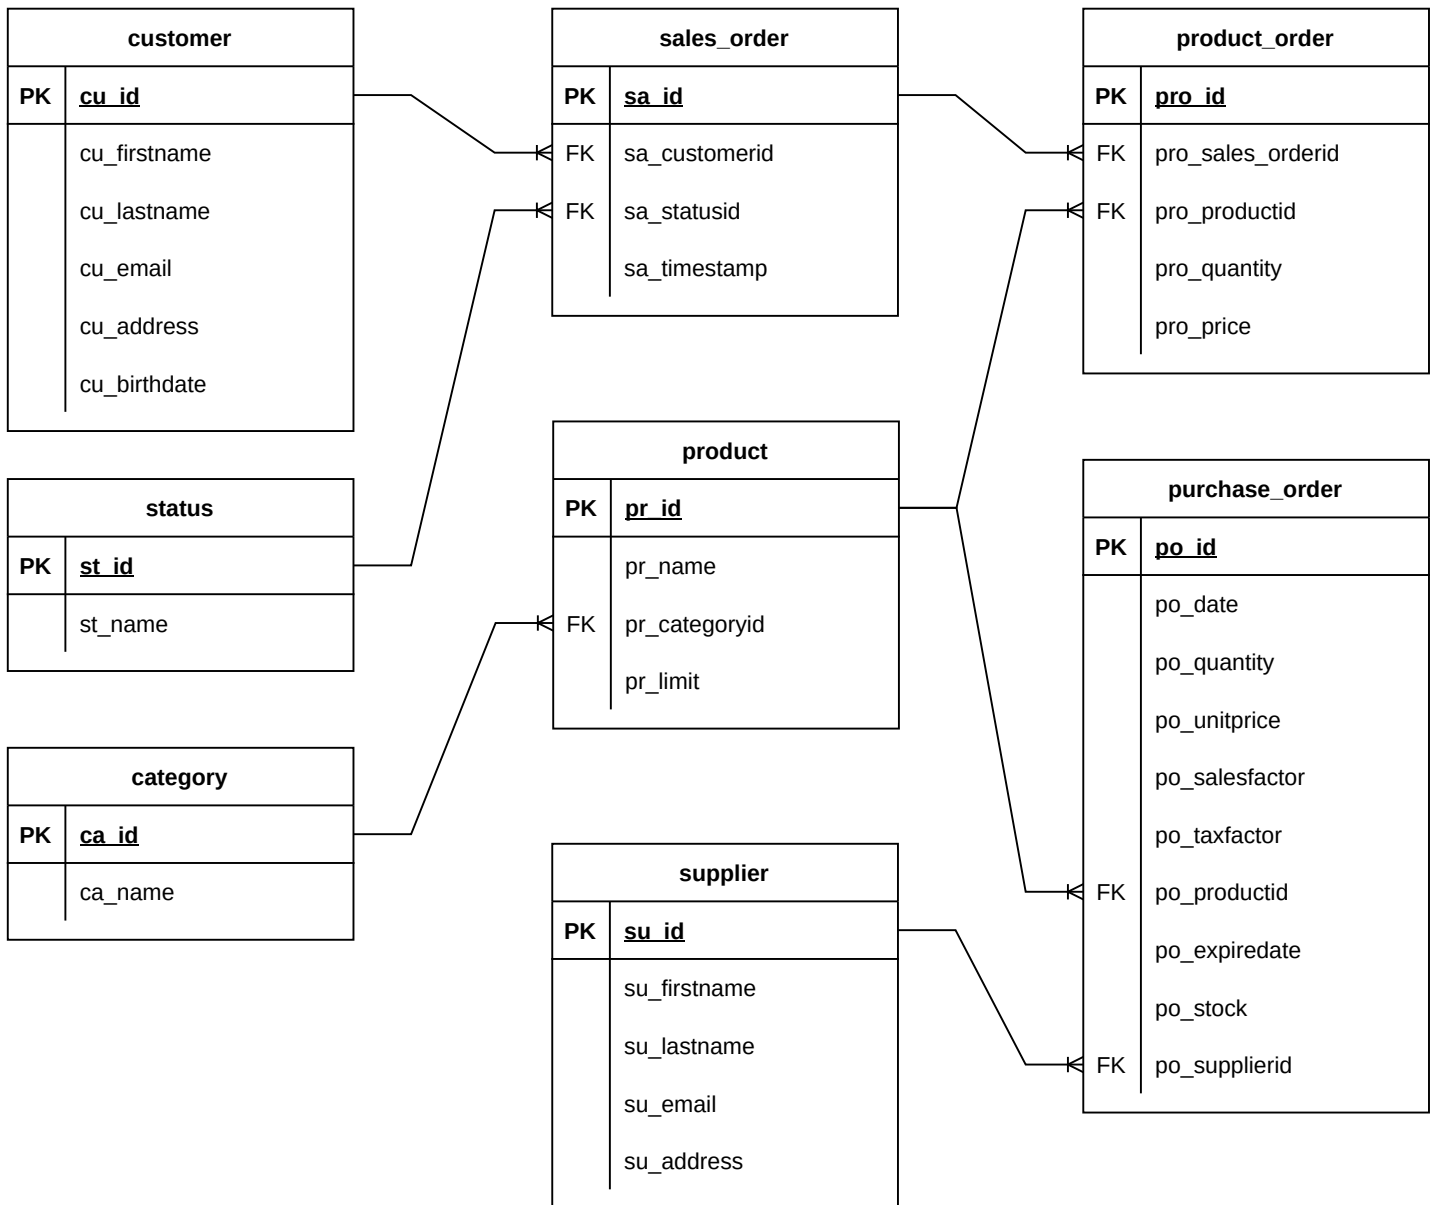 customer
PK cu_id
cu_firstname
cu_lastname
cu_email
cu_address
cu_birthdate
status
PK st_id
st_name
category
PK ca_id
ca_name
sales_order
PK sa_id
FK sa_customerid
FK sa_statusid
sa_timestamp
product
PK pr_id
pr_name
FK pr_categoryid
pr_limit
supplier
PK su_id
su_firstname
su_lastname
su_email
su_address
product_order
PK pro_id
FK pro_sales_orderid
FK pro_productid
pro_quantity
pro_price
purchase_order
PK po_id
po_date
po_quantity
po_unitprice
po_salesfactor
po_taxfactor
FK po_productid
po_expiredate
po_stock
FK po_supplierid